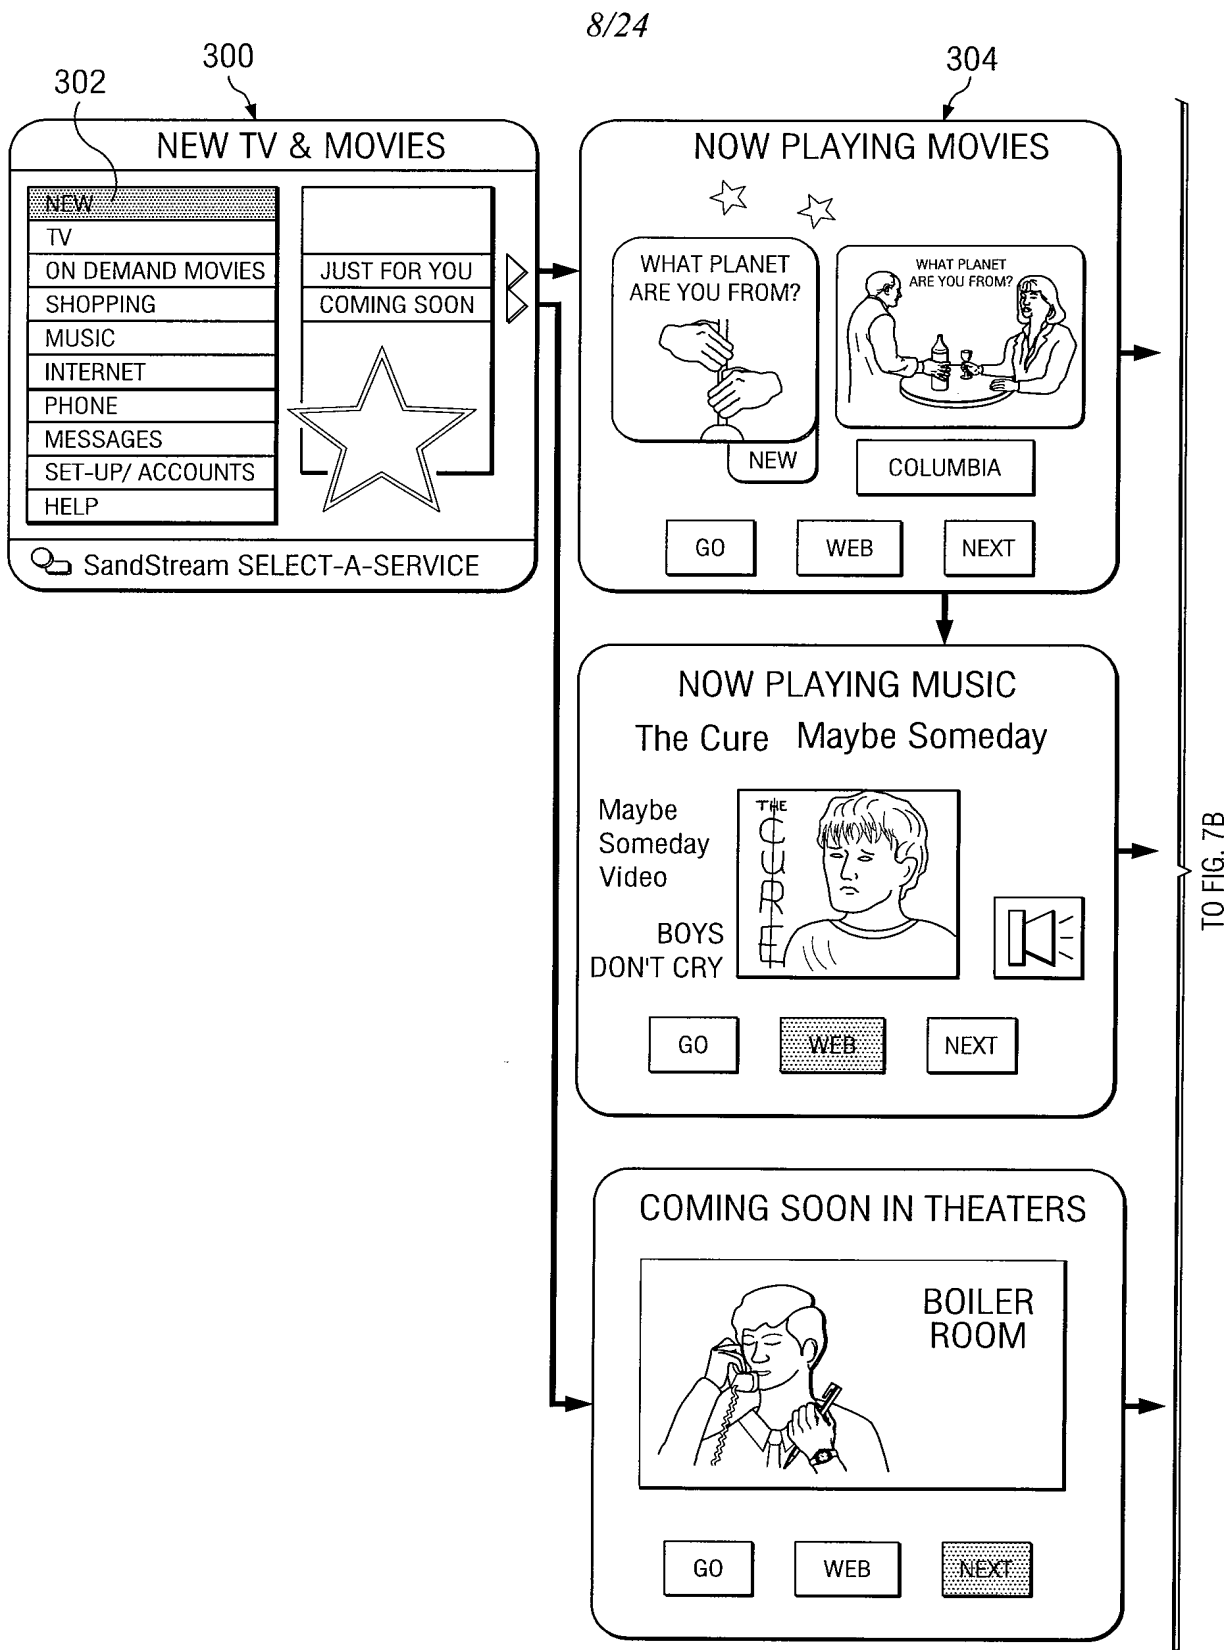 8/24
300
302
304
NEW TV & MOVIES
NEW
TV
ON DEMAND MOVIES
SHOPPING
MUSIC
INTERNET
PHONE
MESSAGES
SET-UP/ ACCOUNTS
HELP
JUST FOR YOU
COMING SOON
SandStream SELECT-A-SERVICE
NOW PLAYING MOVIES
WHAT PLANET
ARE YOU FROM?
NEW
WHAT PLANET
ARE YOU FROM?
COLUMBIA
GO
WEB
NEXT
NOW PLAYING MUSIC
The Cure Maybe Someday
Maybe
Someday
Video
BOYS
DON'T CRY
THE
CURE
GO
WEB
NEXT
COMING SOON IN THEATERS
BOILER
ROOM
GO
WEB
NEXT
TO FIG. 7B